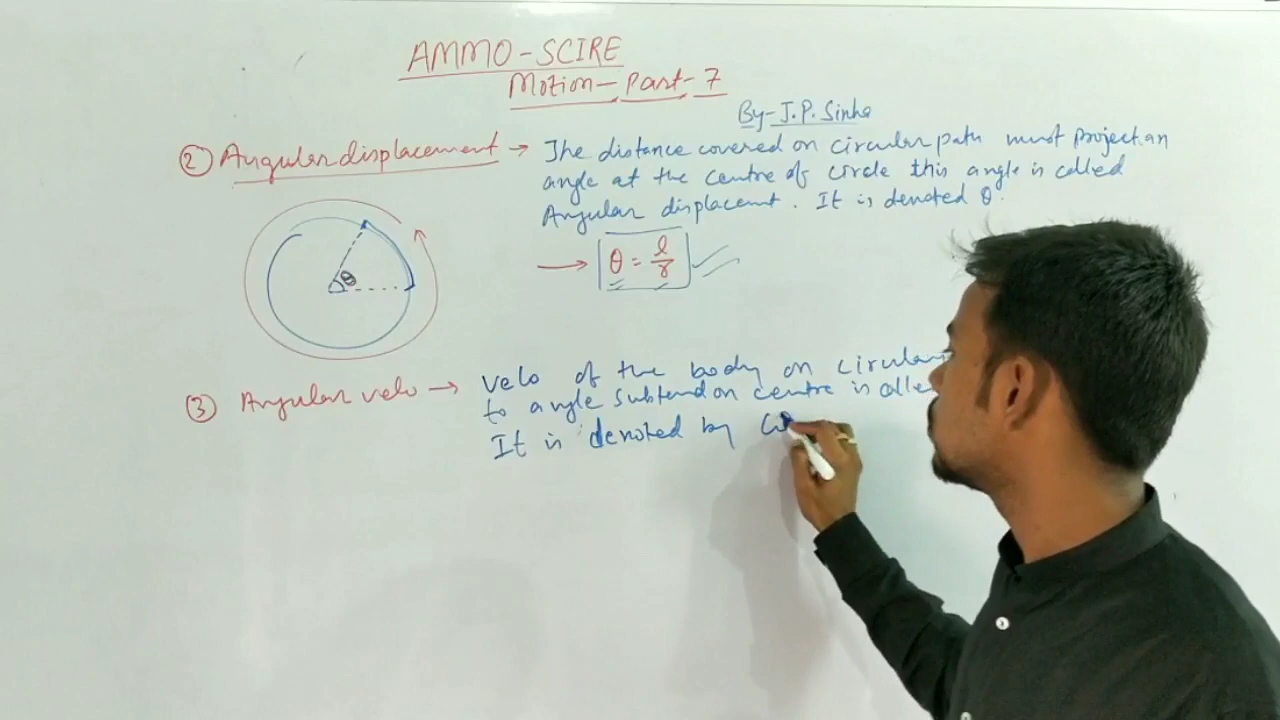 AMMO-SCIRE
Motion-Part-7
By-J.P.Sinha
② Angular displacement → The distance covered on circular path must project an
angle at the centre of circle this angle is called
Angular displacemt. It is denoted θ.
θ
→ θ = l/r
③ Angular velo → velo of the body on circular
to angle subtend on centre is
It is denoted by